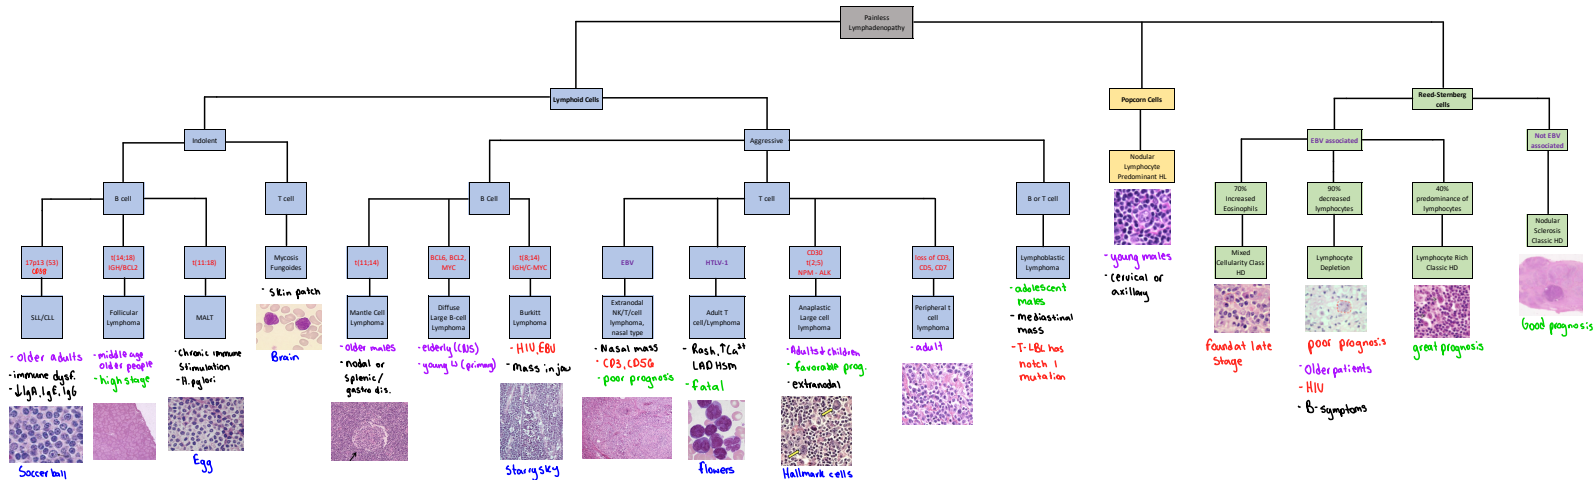 Painless
Lymphadenopathy
Lymphoid Cells
Popcorn Cells
Reed-Sternberg
cells
Indolent
Aggressive
EBV associated
Not EBV
associated
Nodular
Lymphocyte
Predominant HL
B cell
T cell
B Cell
T cell
B or T cell
70%
Increased
Eosinophils
90%
decreased
lymphocytes
40%
predominance of
lymphocytes
Nodular
Sclerosis
Classic HD
17p13 (53)
CD38
t(14;18)
IGH/BCL2
t(11:18)
Mycosis
Fungoides
t(11;14)
BCL6, BCL2,
MYC
t(8;14)
IGH/C-MYC
EBV
HTLV-1
CD30
t(2;5)
NPM - ALK
loss of CD3,
CD5, CD7
Lymphoblastic
Lymphoma
Mixed
Cellularity Class
HD
Lymphocyte
Depletion
Lymphocyte Rich
Classic HD
SLL/CLL
Follicular
Lymphoma
MALT
Mantle Cell
Lymphoma
Diffuse
Large B-cell
Lymphoma
Burkitt
Lymphoma
Extranodal
NK/T/cell
lymphoma,
nasal type
Adult T
cell/Lymphoma
Anaplastic
Large cell
lymphoma
Peripheral t
cell lymphoma
- older adults
- immune dysf.
- ↓IgA, IgE, IgG
Soccer ball
- middle age
older people
- high stage
- Chronic immune
Stimulation
- H. pylori
Egg
- Skin patch
Brain
- older males
- nodal or
splenic/
gastro dis.
- elderly (CNS)
- young ♀ (primary)
- HIV, EBV
- Mass in jaw
Starry sky
- Nasal mass
- CD3, CD56
- poor prognosis
- Rash, ↑Ca²⁺
LAD HSM
- fatal
flowers
- Adults & children
- favorable prog.
- extranodal
Hallmark cells
- adult
- adolescent
males
- mediastinal
mass
- T-LBL has
notch 1
mutation
- young males
- cervical or
axillary
found at late
Stage
poor prognosis
- Older patients
- HIV
- B-symptoms
great prognosis
Good prognosis